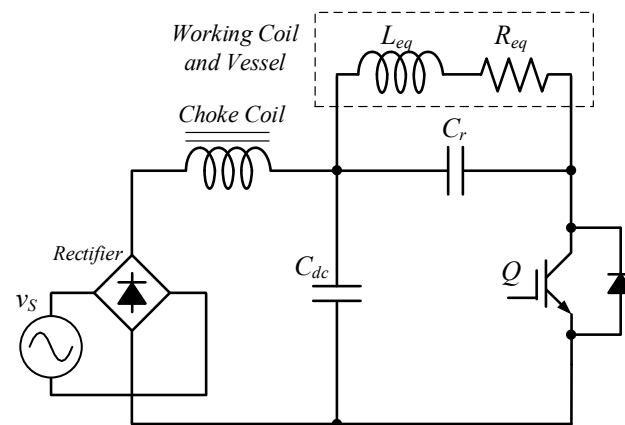 Working Coil
and Vessel
L_eq
R_eq
Choke Coil
C_r
Rectifier
C_dc
Q
v_S